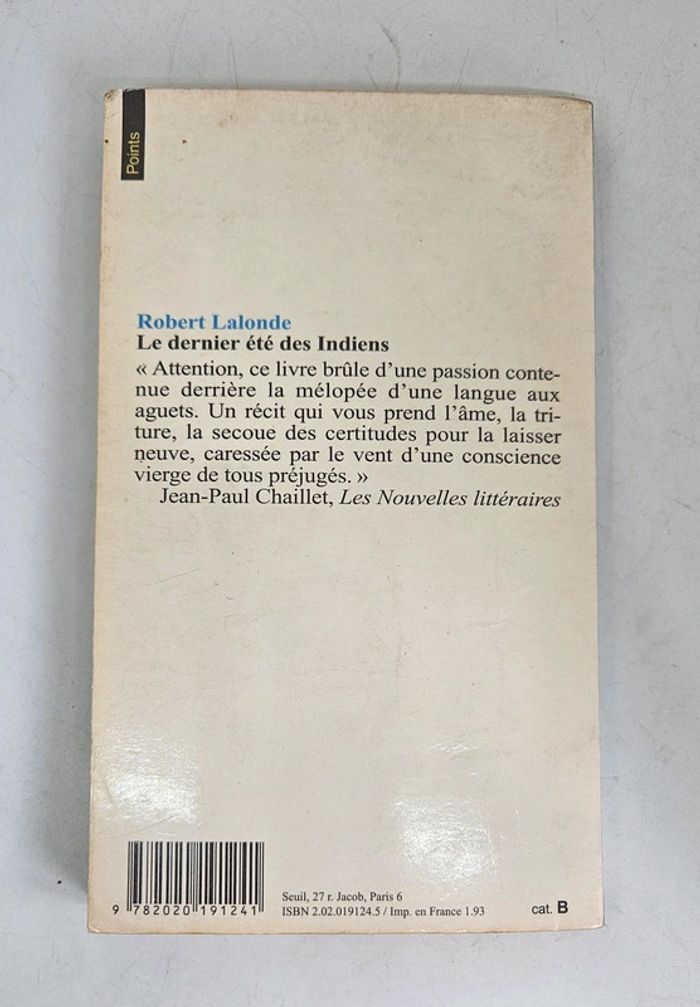 Points
Robert Lalonde
Le dernier été des Indiens
« Attention, ce livre brûle d'une passion conte-
nue derrière la mélopée d'une langue aux
aguets. Un récit qui vous prend l'âme, la tri-
ture, la secoue des certitudes pour la laisser
neuve, caressée par le vent d'une conscience
vierge de tous préjugés. »
Jean-Paul Chaillet, Les Nouvelles littéraires
9 782020 191241
Seuil, 27 r. Jacob, Paris 6
ISBN 2.02.019124.5 / Imp. en France 1.93
cat. B